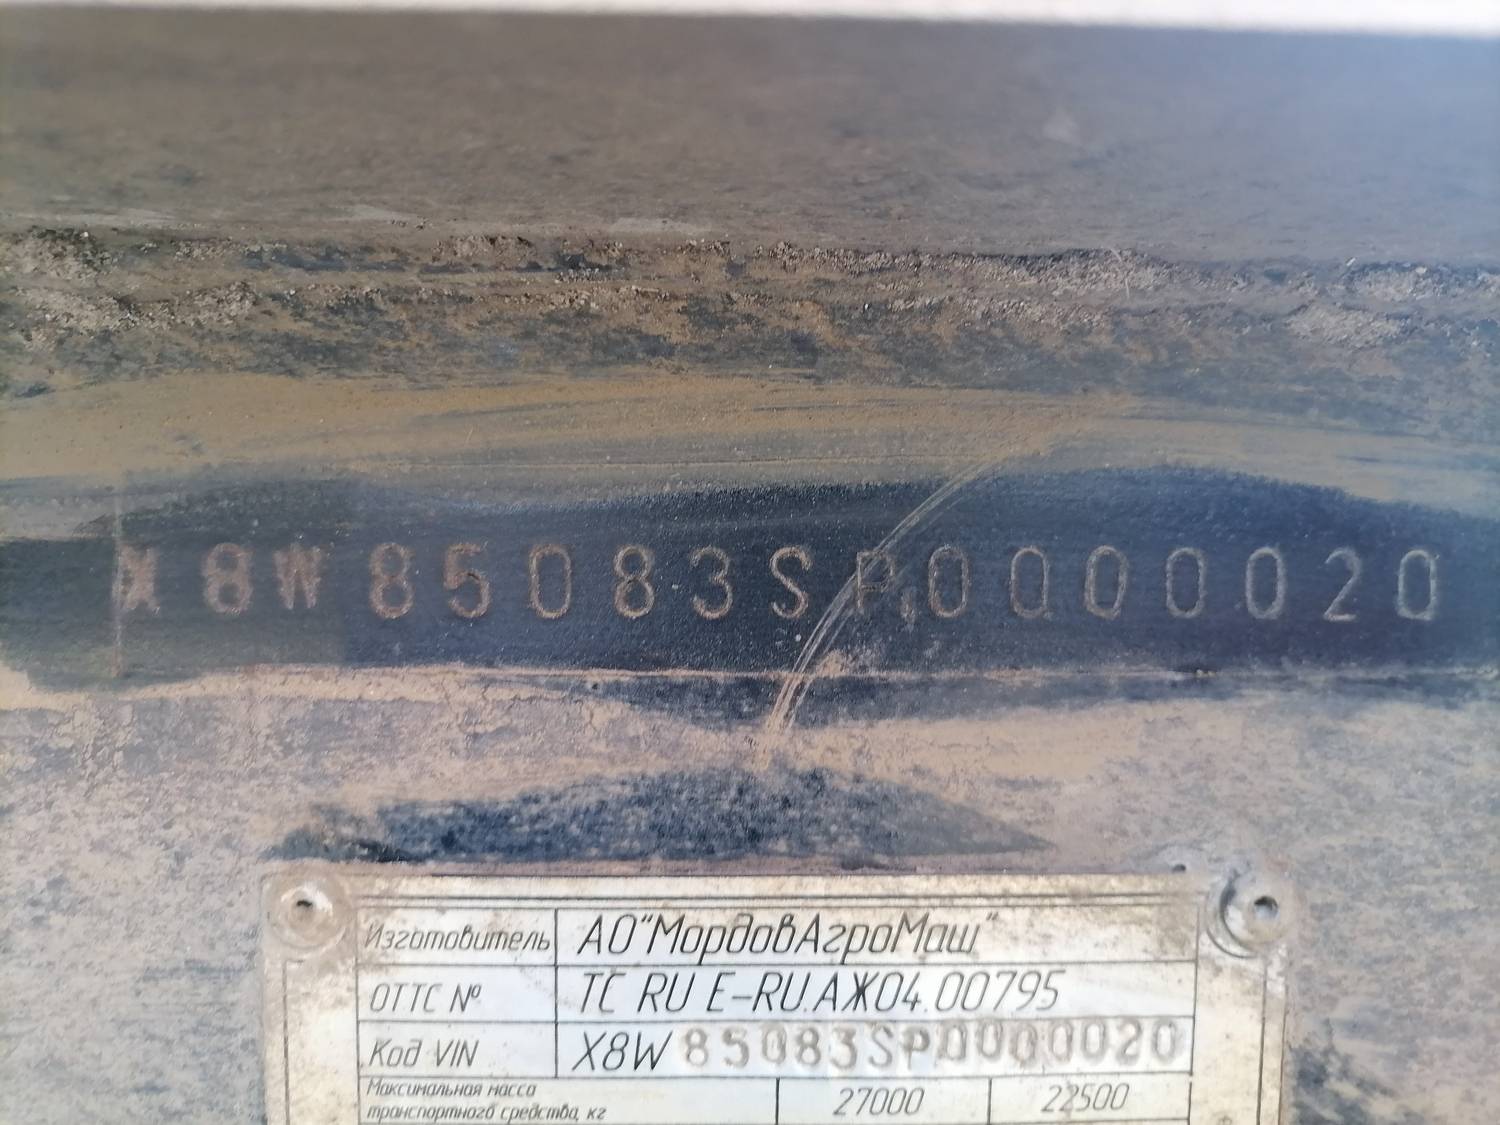 X8W85083SP0000020
Изготовитель АО"МордовАгроМаш"
ОТТС № ТС RU E-RU.АЖ04.00795
Код VIN X8W85083SP0000020
Максимальная масса
транспортного средства, кг 27000 22500